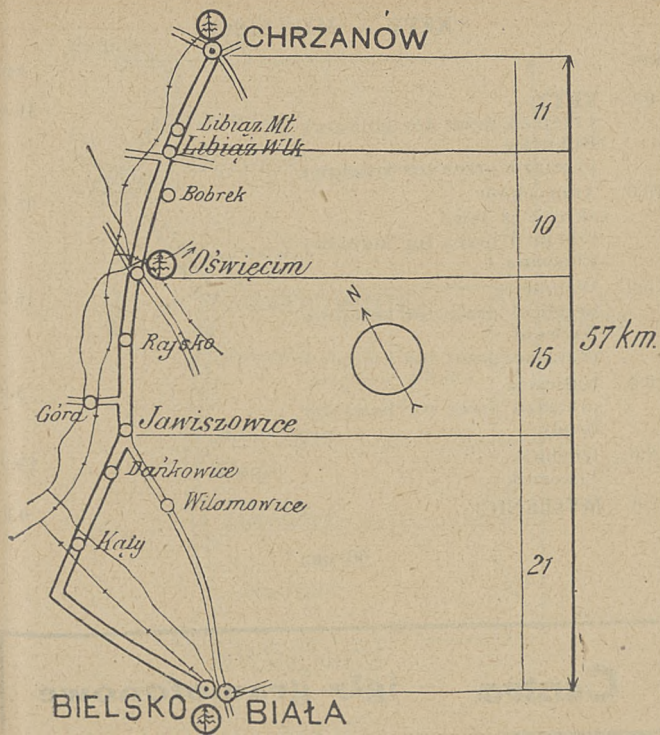 CHRZANÓW
11
Libiąż Mł
Libiąż Wlk
Bobrek
10
Oświęcim
N
57 km.
Rajsko
15
Góra
Jawiszowice
Dańkowice
Wilamowice
Kąty
21
BIELSKO BIAŁA